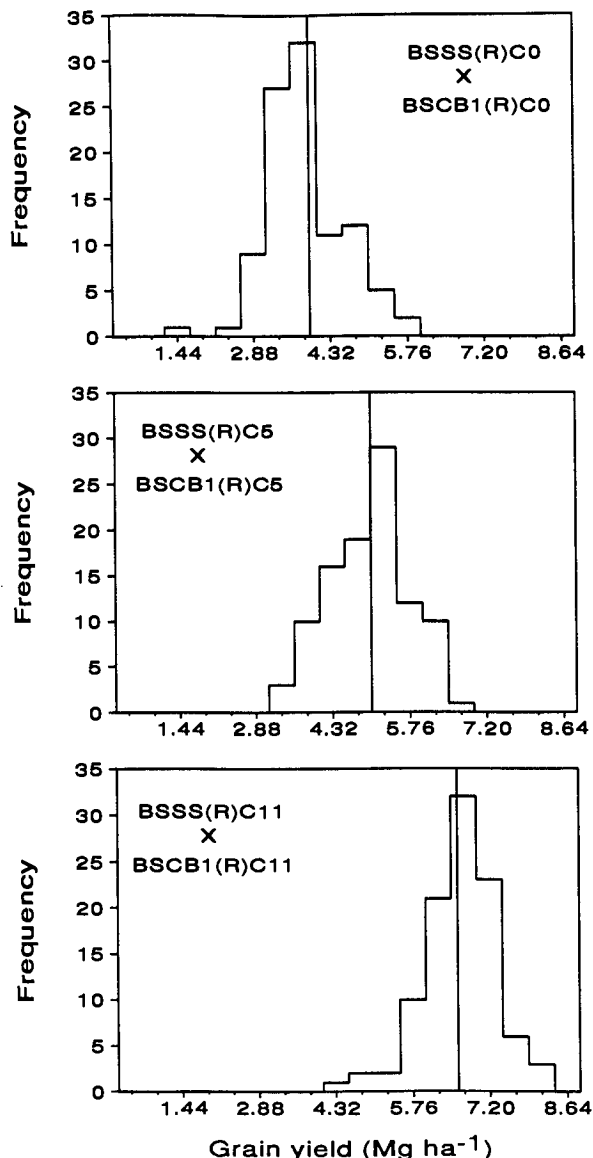 35
30
25
20
15
10
5
0
Frequency
BSSS(R)C0
X
BSCB1(R)C0
1.44 2.88 4.32 5.76 7.20 8.64
35
30
25
20
15
10
5
0
Frequency
BSSS(R)C5
X
BSCB1(R)C5
1.44 2.88 4.32 5.76 7.20 8.64
35
30
25
20
15
10
5
0
Frequency
BSSS(R)C11
X
BSCB1(R)C11
1.44 2.88 4.32 5.76 7.20 8.64
Grain yield (Mg ha⁻¹)